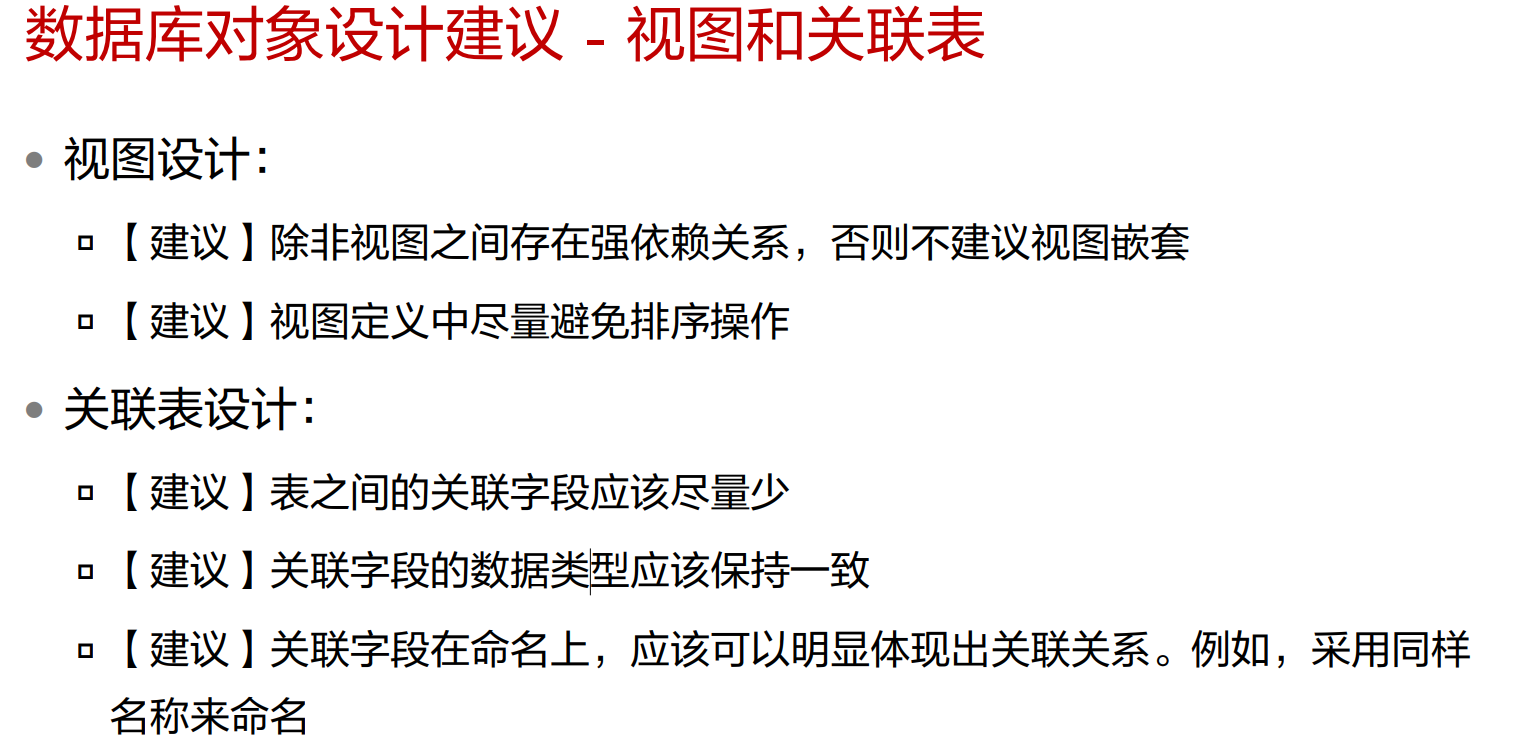 数据库对象设计建议 - 视图和关联表
视图设计：
【建议】除非视图之间存在强依赖关系，否则不建议视图嵌套
【建议】视图定义中尽量避免排序操作
关联表设计：
【建议】表之间的关联字段应该尽量少
【建议】关联字段的数据类型应该保持一致
【建议】关联字段在命名上，应该可以明显体现出关联关系。例如，采用同样
名称来命名